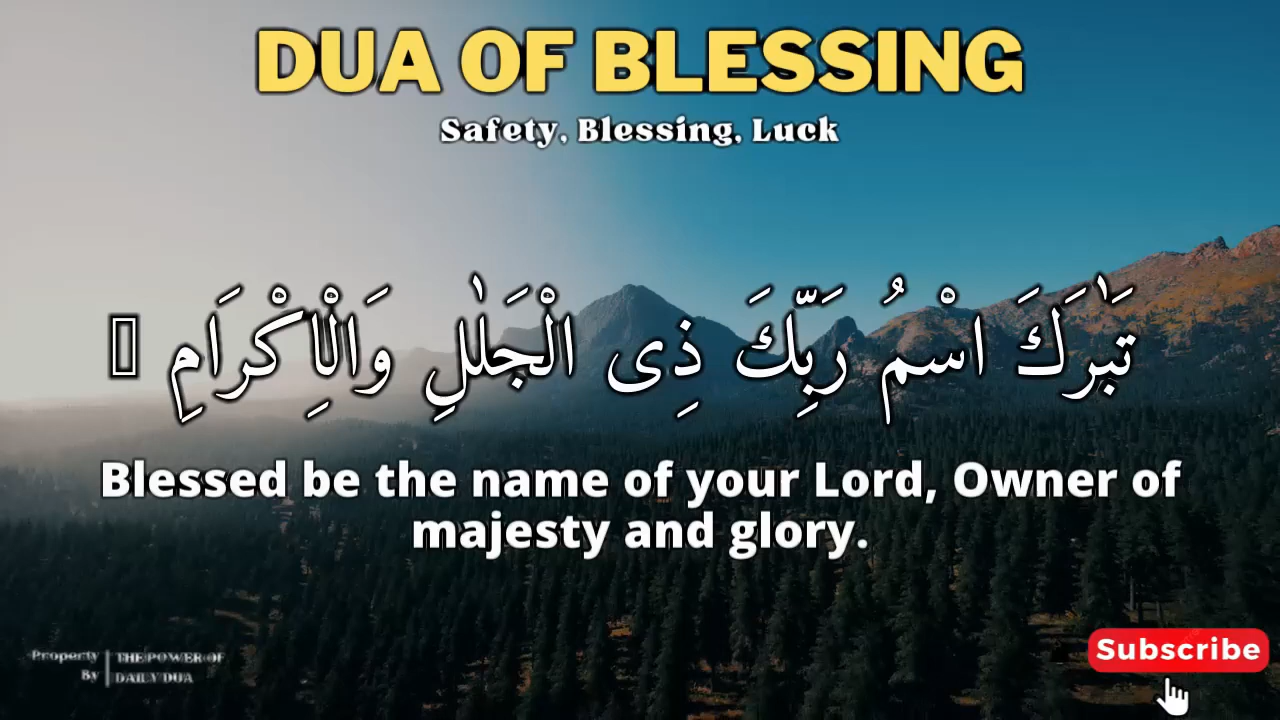 DUA OF BLESSING
Safety, Blessing, Luck
تَبٰرَكَ اسْمُ رَبِّكَ ذِى الْجَلٰلِ وَالْاِكْرَامِ
Blessed be the name of your Lord, Owner of
majesty and glory.
Property By | THE POWER OF DAILY DUA
Subscribe